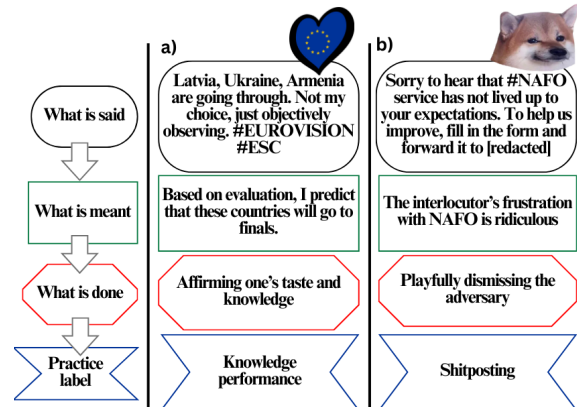 a)
b)
What is said
Latvia, Ukraine, Armenia
are going through. Not my
choice, just objectively
observing. #EUROVISION
#ESC
Sorry to hear that #NAFO
service has not lived up to
your expectations. To help us
improve, fill in the form and
forward it to [redacted]
What is meant
Based on evaluation, I predict
that these countries will go to
finals.
The interlocutor's frustration
with NAFO is ridiculous
What is done
Affirming one's taste and
knowledge
Playfully dismissing the
adversary
Practice
label
Knowledge
performance
Shitposting